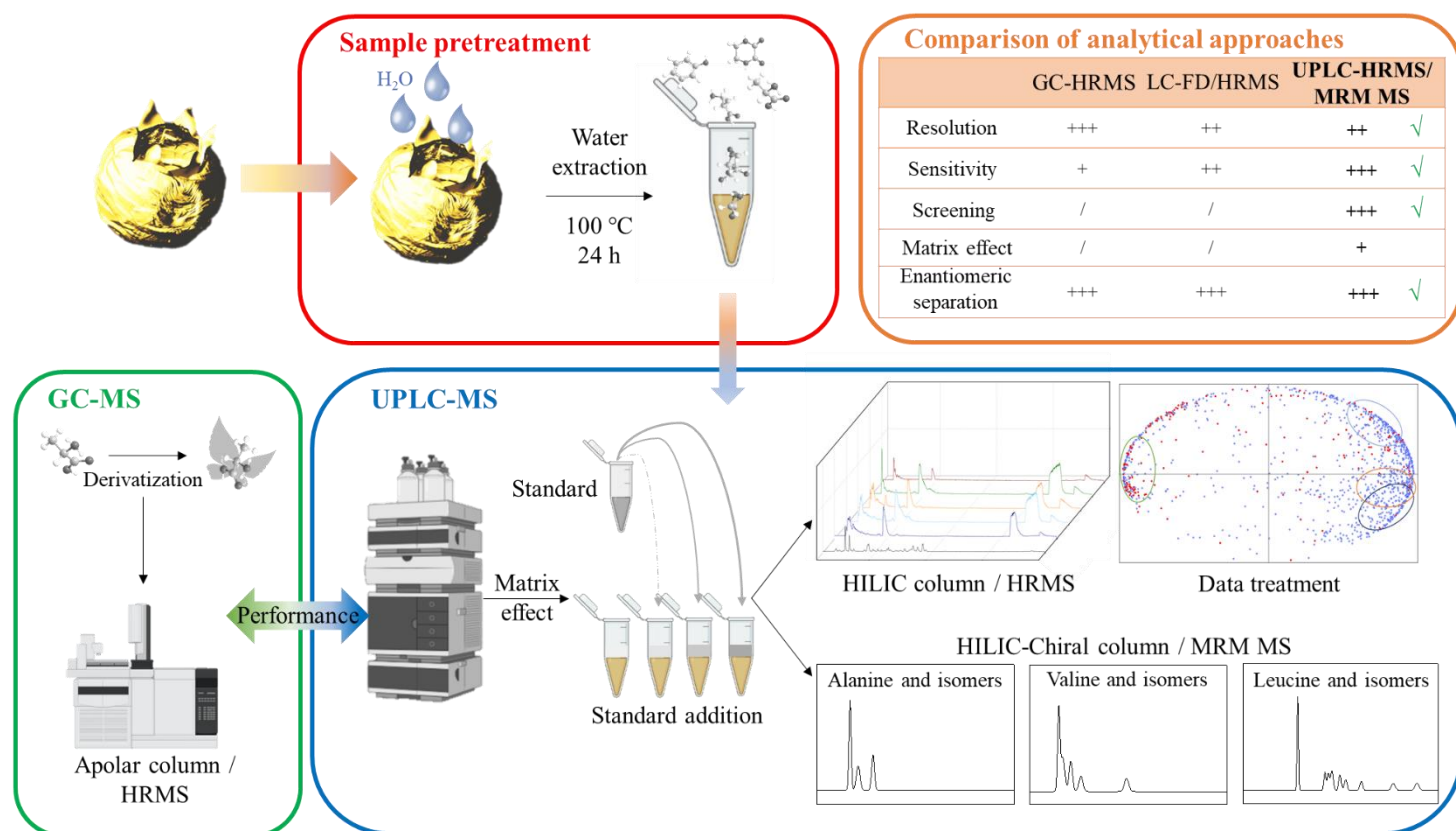 Sample pretreatment
H₂O
Water
extraction
100 °C
24 h
Comparison of analytical approaches
GC-HRMS LC-FD/HRMS UPLC-HRMS/
MRM MS
Resolution +++ ++ ++ √
Sensitivity + ++ +++ √
Screening / / +++ √
Matrix effect / / +
Enantiomeric
separation +++ +++ +++ √
GC-MS
Derivatization
Apolar column /
HRMS
Performance
UPLC-MS
Matrix
effect
Standard
Standard addition
HILIC column / HRMS
Data treatment
HILIC-Chiral column / MRM MS
Alanine and isomers
Valine and isomers
Leucine and isomers